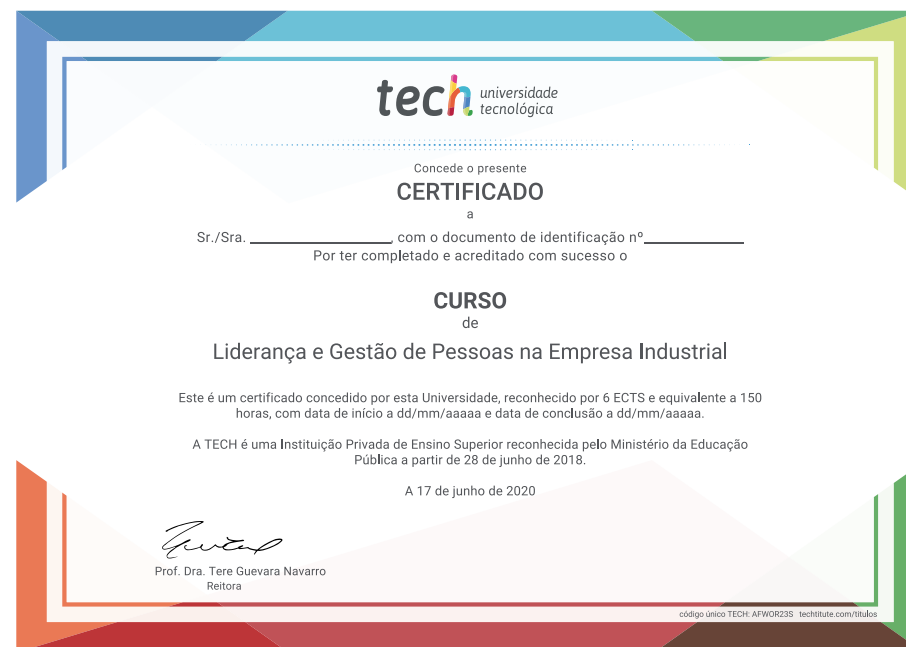 tech universidade
tecnológica
Concede o presente
CERTIFICADO
a
Sr./Sra. ____________, com o documento de identificação nº_________
Por ter completado e acreditado com sucesso o
CURSO
de
Liderança e Gestão de Pessoas na Empresa Industrial
Este é um certificado concedido por esta Universidade, reconhecido por 6 ECTS e equivalente a 150
horas, com data de início a dd/mm/aaaaa e data de conclusão a dd/mm/aaaaa.
A TECH é uma Instituição Privada de Ensino Superior reconhecida pelo Ministério da Educação
Pública a partir de 28 de junho de 2018.
A 17 de junho de 2020
Prof. Dra. Tere Guevara Navarro
Reitora
código único TECH: AFWOR23S techtitute.com/titulos